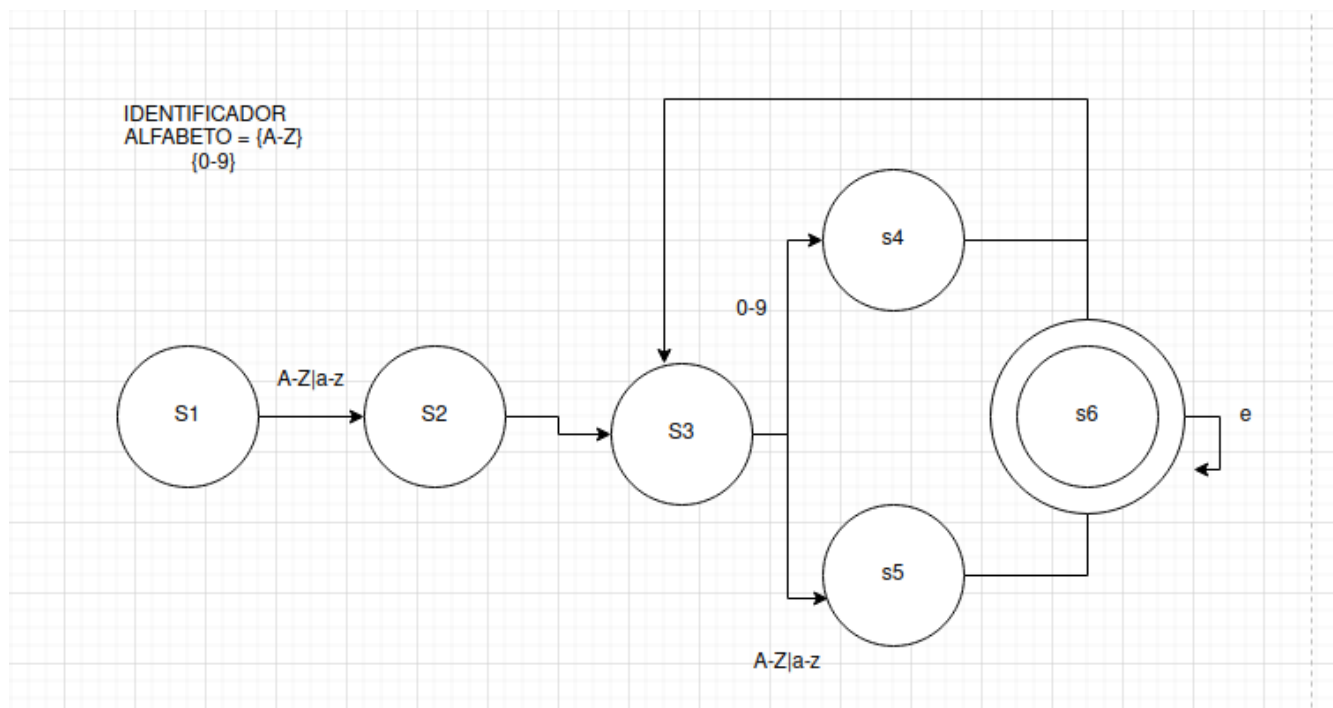 IDENTIFICADOR
ALFABETO = {A-Z}
{0-9}
s4
0-9
A-Z|a-z
S1
S2
S3
s6
e
s5
A-Z|a-z